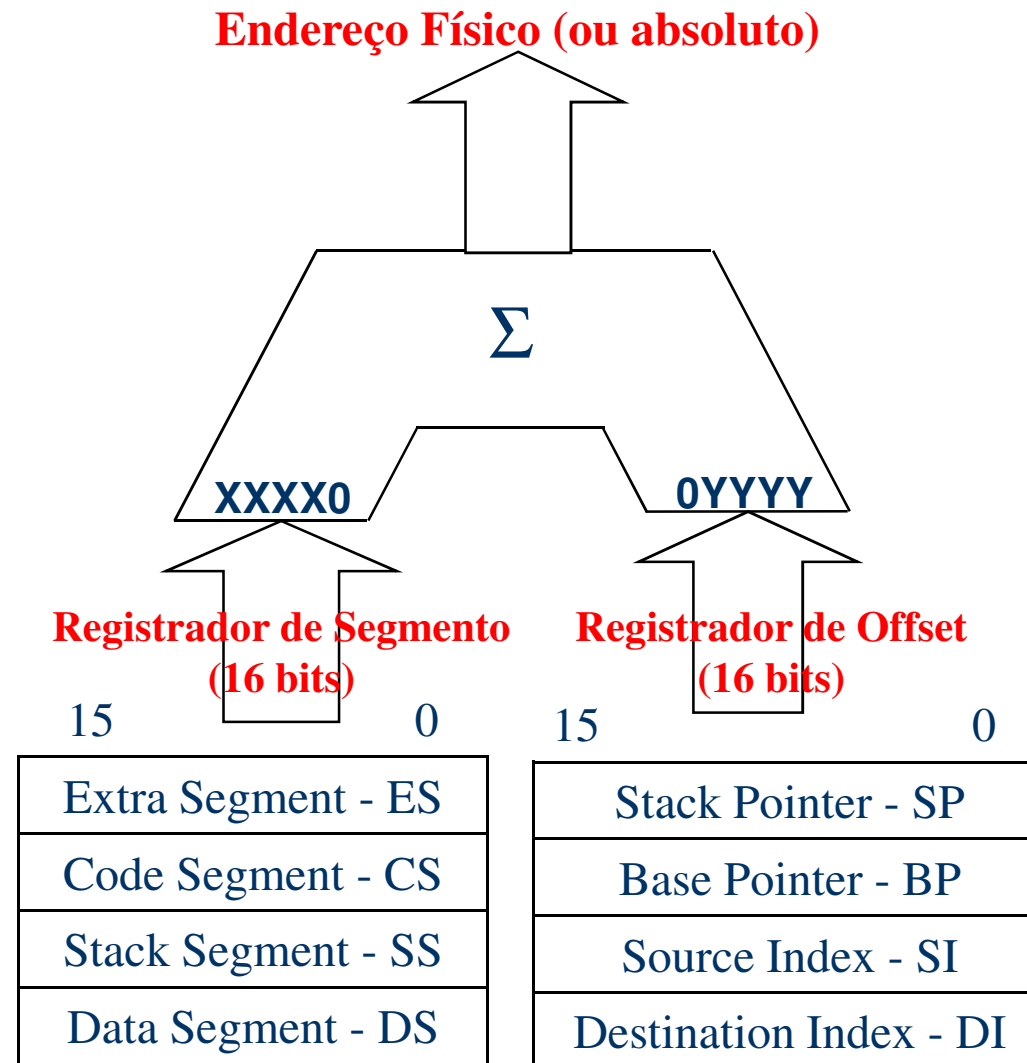 Endereço Físico (ou absoluto)
Σ
XXXX0
0YYYY
Registrador de Segmento
(16 bits)
Registrador de Offset
(16 bits)
15 0
15 0
Extra Segment - ES
Code Segment - CS
Stack Segment - SS
Data Segment - DS
Stack Pointer - SP
Base Pointer - BP
Source Index - SI
Destination Index - DI